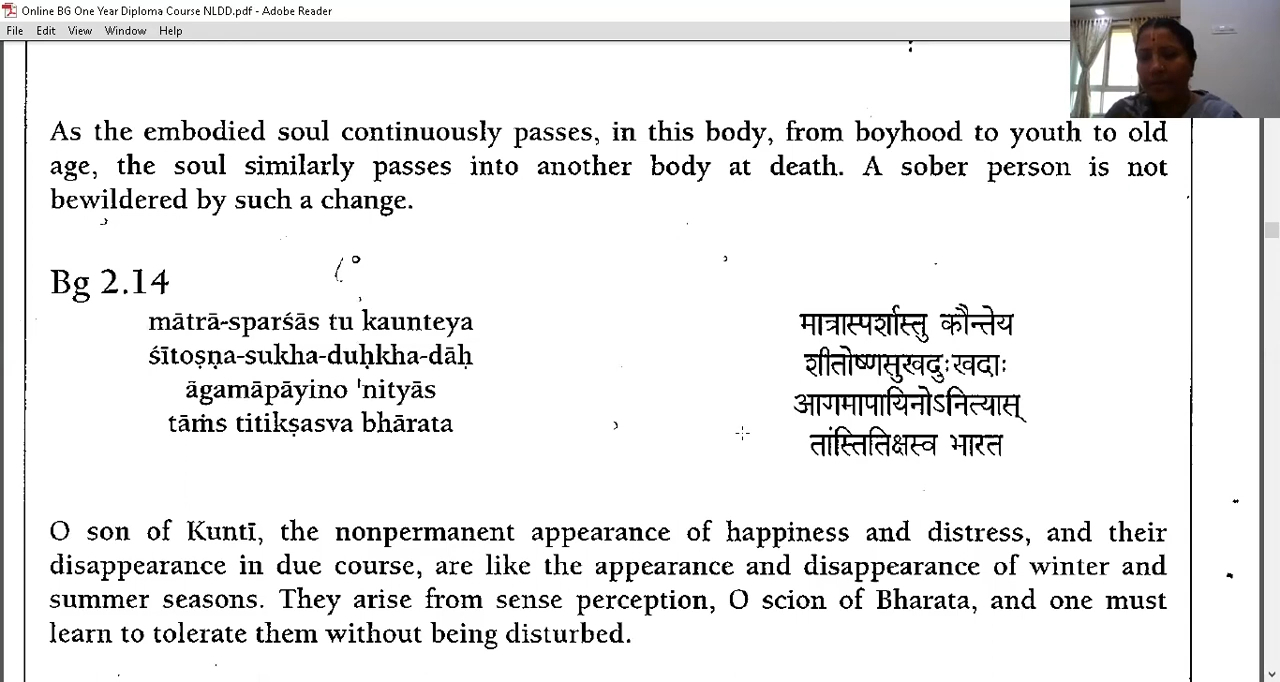 Online BG One Year Diploma Course NLDD.pdf - Adobe Reader
File Edit View Window Help
As the embodied soul continuously passes, in this body, from boyhood to youth to old
age, the soul similarly passes into another body at death. A sober person is not
bewildered by such a change.
Bg 2.14
mātrā-sparśās tu kaunteya
śītoṣṇa-sukha-duḥkha-dāḥ
āgamāpāyino 'nityās
tāṁs titikṣasva bhārata
मात्रास्पर्शास्तु कौन्तेय
शीतोष्णसुखदुःखदाः
आगमापायिनोऽनित्यास्
तांस्तितिक्षस्व भारत
O son of Kuntī, the nonpermanent appearance of happiness and distress, and their
disappearance in due course, are like the appearance and disappearance of winter and
summer seasons. They arise from sense perception, O scion of Bharata, and one must
learn to tolerate them without being disturbed.